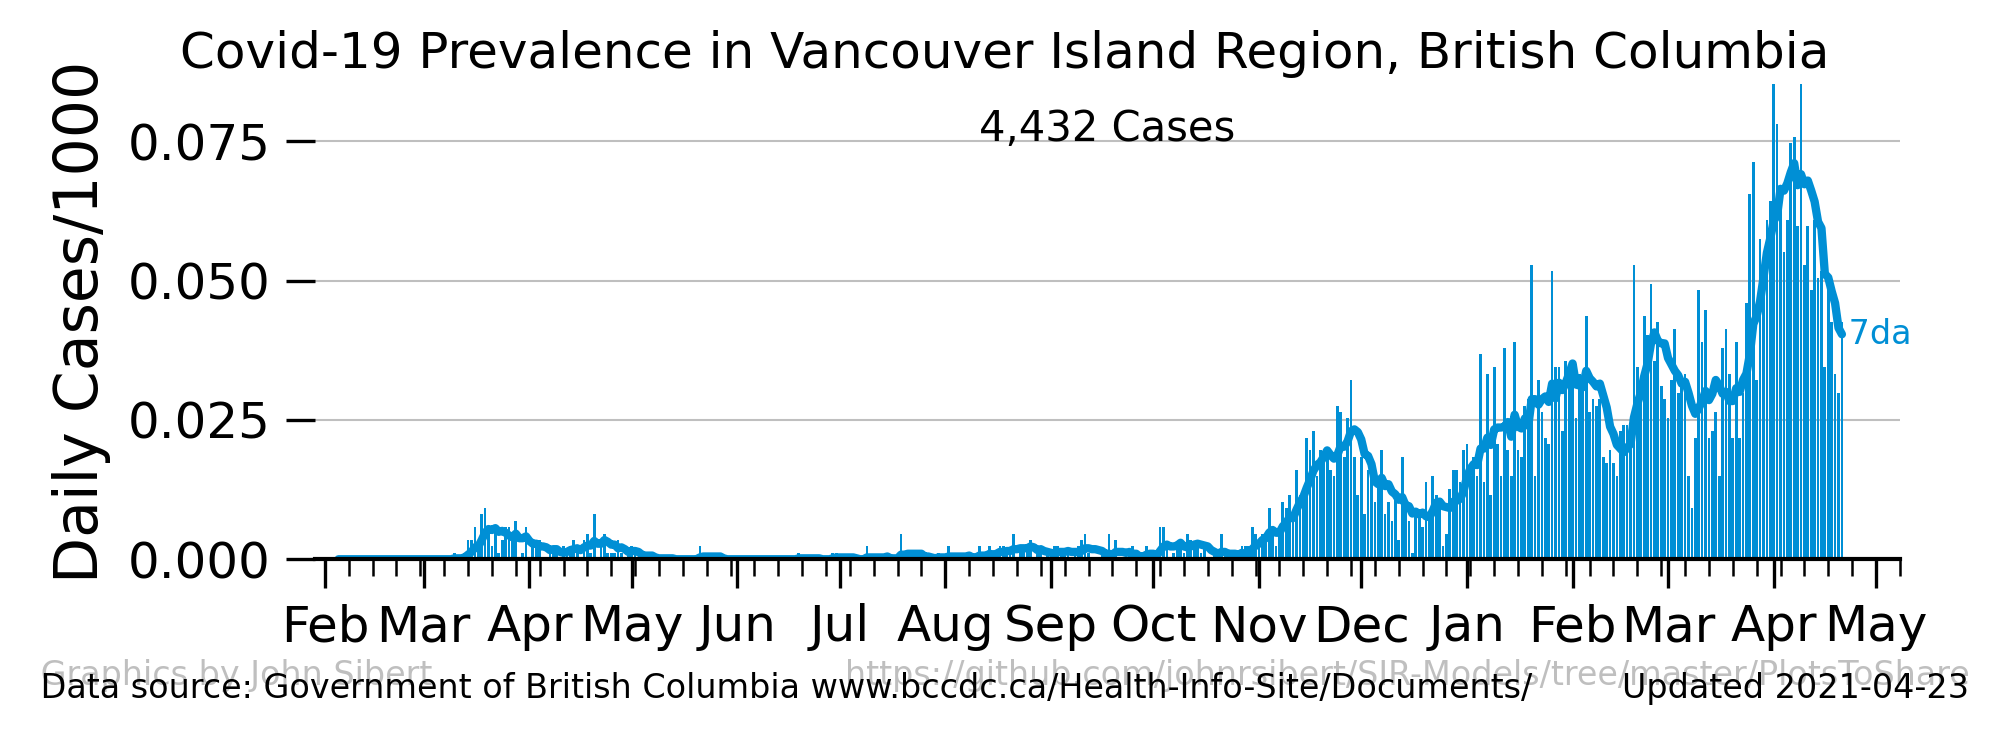 Covid-19 Prevalence in Vancouver Island Region, British Columbia
4,432 Cases
Daily Cases/1000
0.075
0.050
0.025
0.000
7da
Feb Mar Apr May Jun Jul Aug Sep Oct Nov Dec Jan Feb Mar Apr May
Graphics by John Sibert https://github.com/johnrsibert/SIR-Models/tree/master/PlotsToShare
Data source: Government of British Columbia www.bccdc.ca/Health-Info-Site/Documents/ Updated 2021-04-23